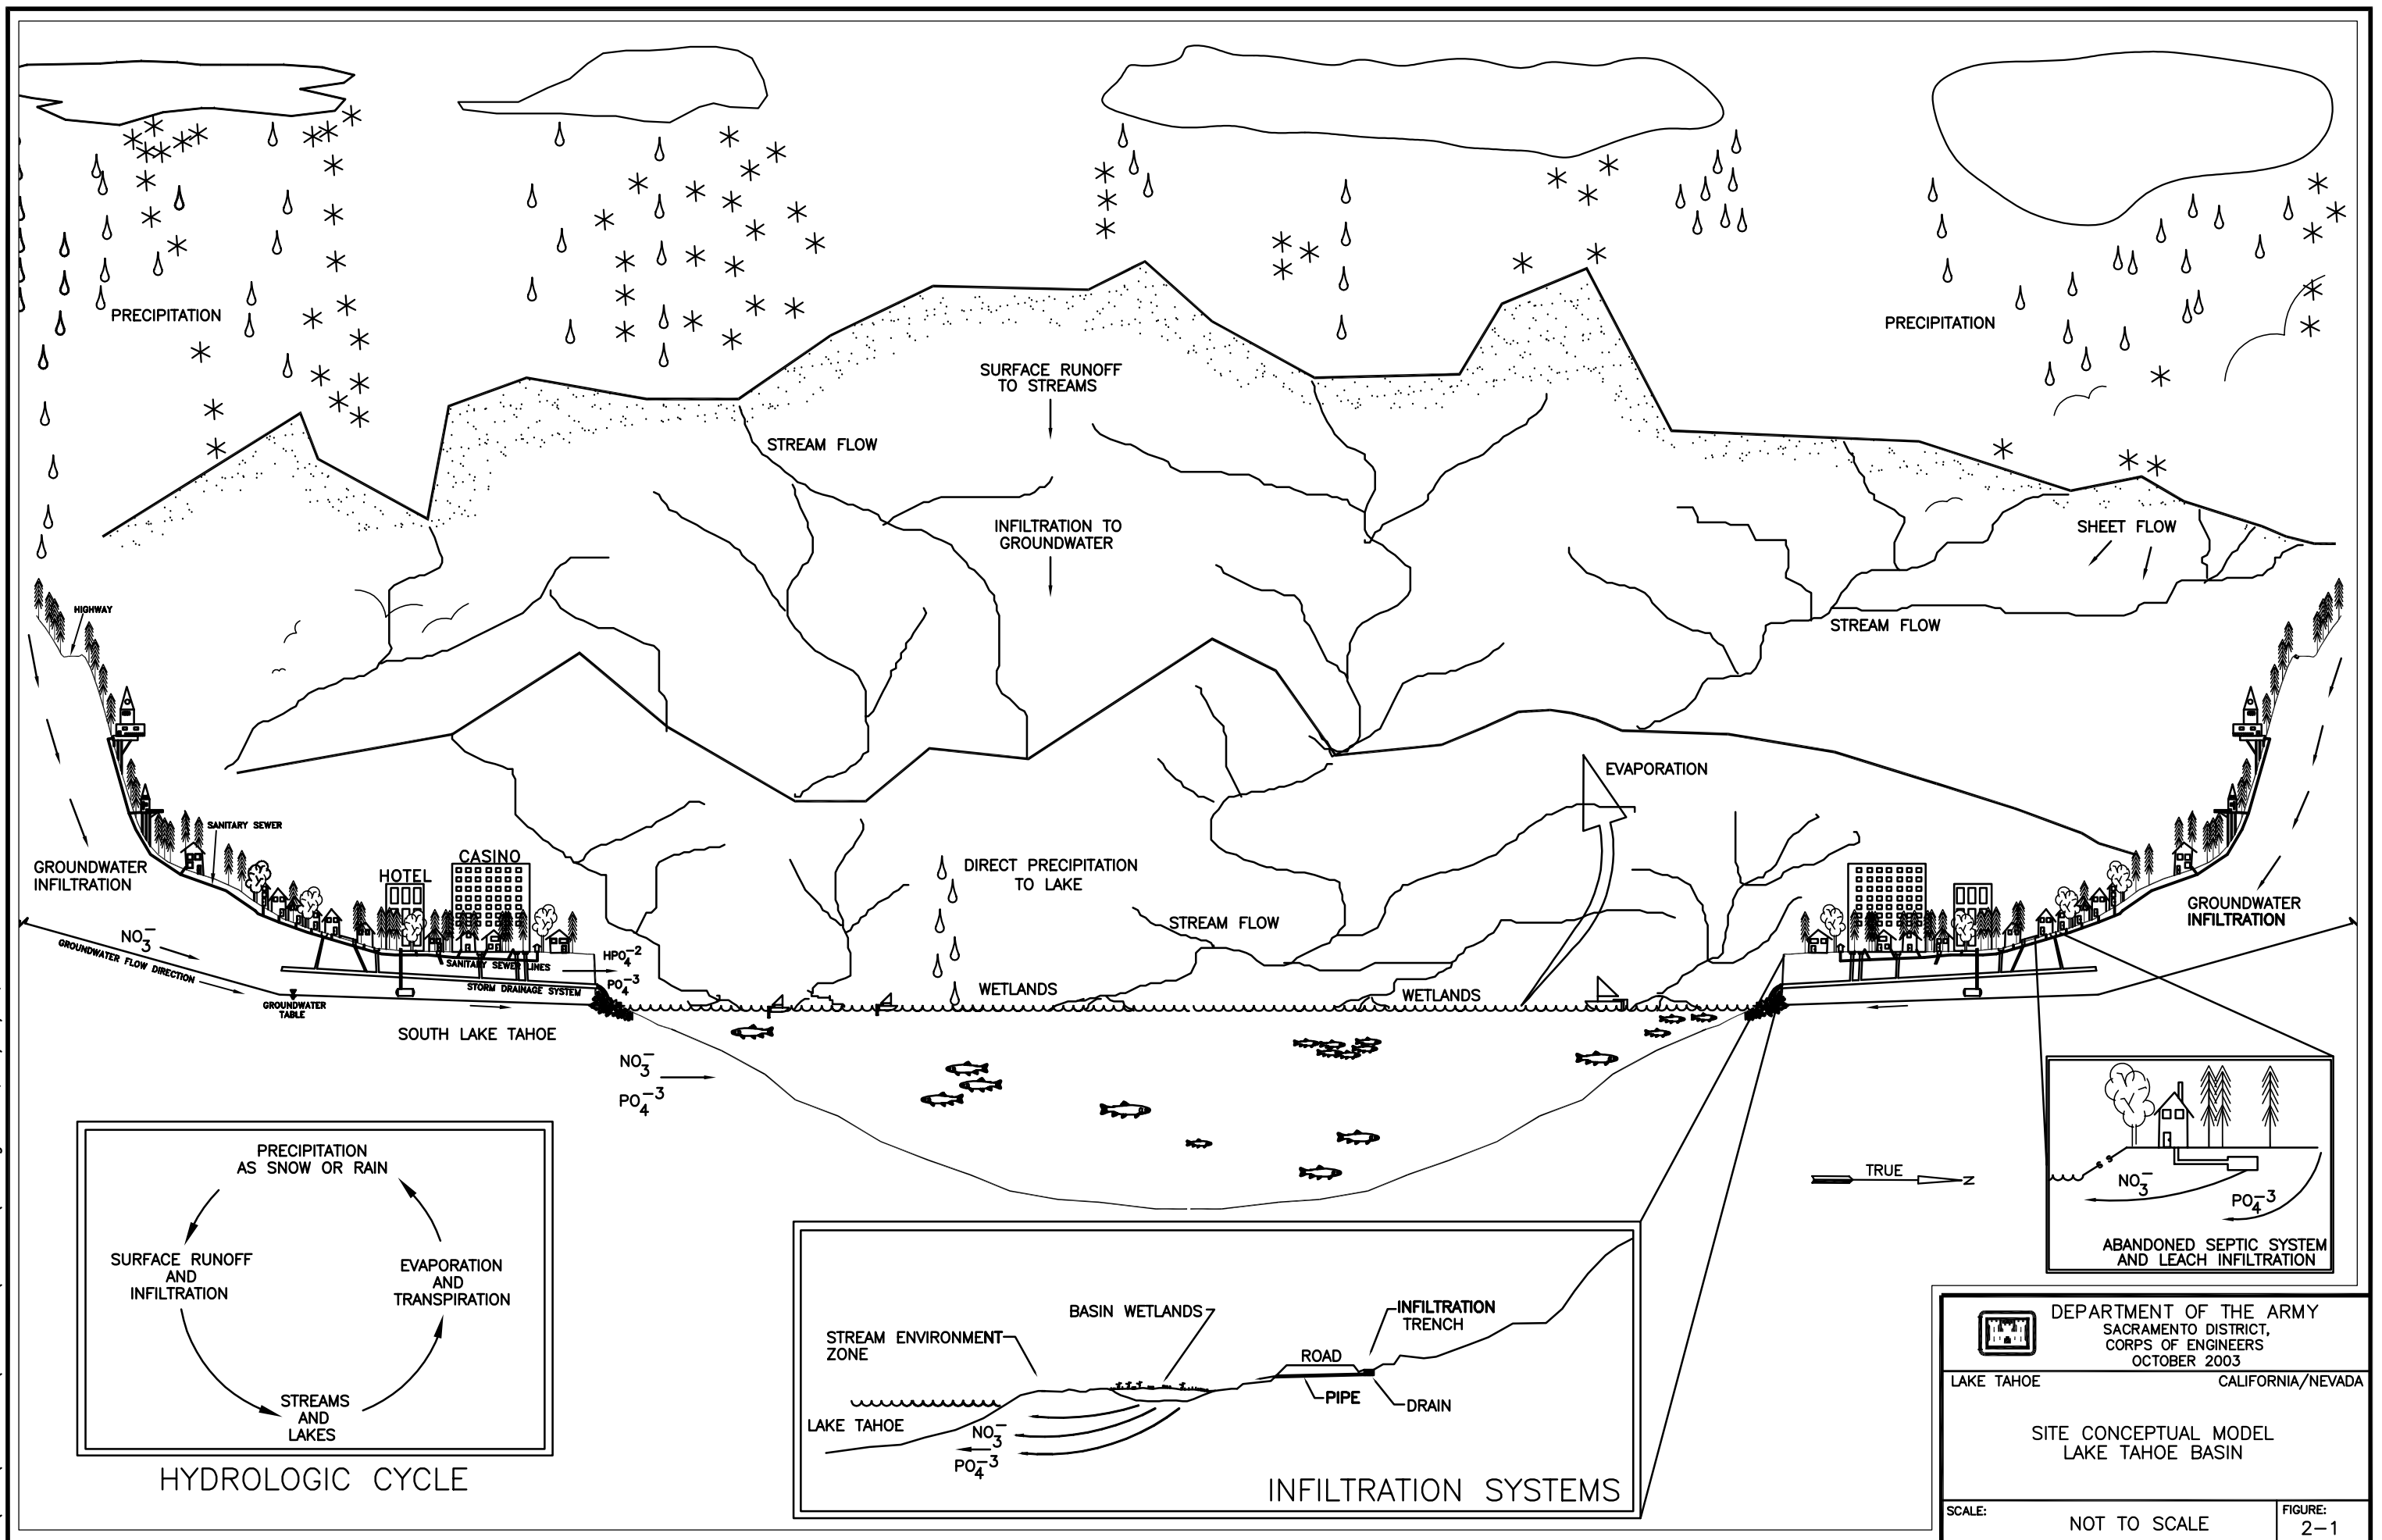 PRECIPITATION
PRECIPITATION
SURFACE RUNOFF
TO STREAMS
STREAM FLOW
INFILTRATION TO
GROUNDWATER
SHEET FLOW
STREAM FLOW
HIGHWAY
EVAPORATION
SANITARY SEWER
GROUNDWATER
INFILTRATION
HOTEL
CASINO
DIRECT PRECIPITATION
TO LAKE
STREAM FLOW
GROUNDWATER
INFILTRATION
NO3-
GROUNDWATER FLOW DIRECTION
SANITARY SEWER LINES
HPO4-2
STORM DRAINAGE SYSTEM
PO4-3
GROUNDWATER
TABLE
WETLANDS
WETLANDS
SOUTH LAKE TAHOE
NO3-
PO4-3
PRECIPITATION
AS SNOW OR RAIN
SURFACE RUNOFF
AND
INFILTRATION
EVAPORATION
AND
TRANSPIRATION
STREAMS
AND
LAKES
HYDROLOGIC CYCLE
BASIN WETLANDS
INFILTRATION
TRENCH
STREAM ENVIRONMENT
ZONE
ROAD
PIPE
DRAIN
LAKE TAHOE
NO3-
PO4-3
INFILTRATION SYSTEMS
TRUE
N
NO3-
PO4-3
ABANDONED SEPTIC SYSTEM
AND LEACH INFILTRATION
DEPARTMENT OF THE ARMY
SACRAMENTO DISTRICT,
CORPS OF ENGINEERS
OCTOBER 2003
LAKE TAHOE CALIFORNIA/NEVADA
SITE CONCEPTUAL MODEL
LAKE TAHOE BASIN
SCALE: NOT TO SCALE
FIGURE:
2-1